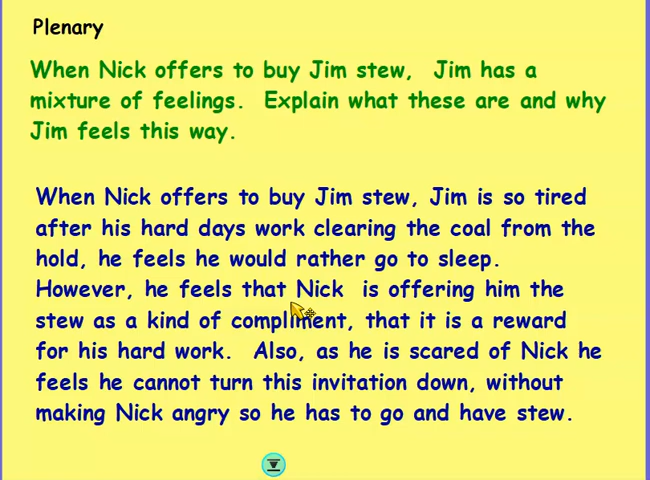 Plenary
When Nick offers to buy Jim stew, Jim has a
mixture of feelings. Explain what these are and why
Jim feels this way.
When Nick offers to buy Jim stew, Jim is so tired
after his hard days work clearing the coal from the
hold, he feels he would rather go to sleep.
However, he feels that Nick is offering him the
stew as a kind of compliment, that it is a reward
for his hard work. Also, as he is scared of Nick he
feels he cannot turn this invitation down, without
making Nick angry so he has to go and have stew.